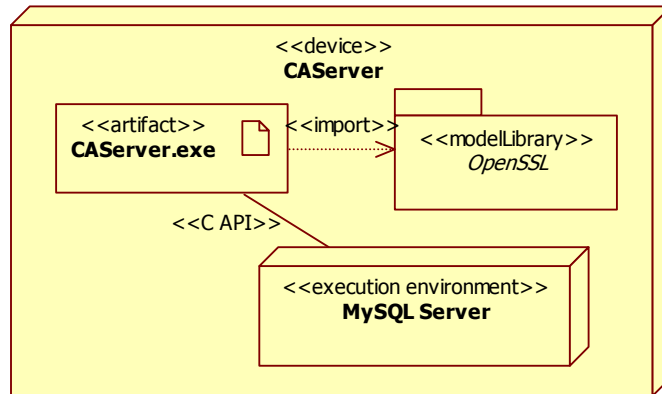 <<device>>
CAServer
<<artifact>>
CAServer.exe
<<import>>
<<modelLibrary>>
OpenSSL
<<C API>>
<<execution environment>>
MySQL Server